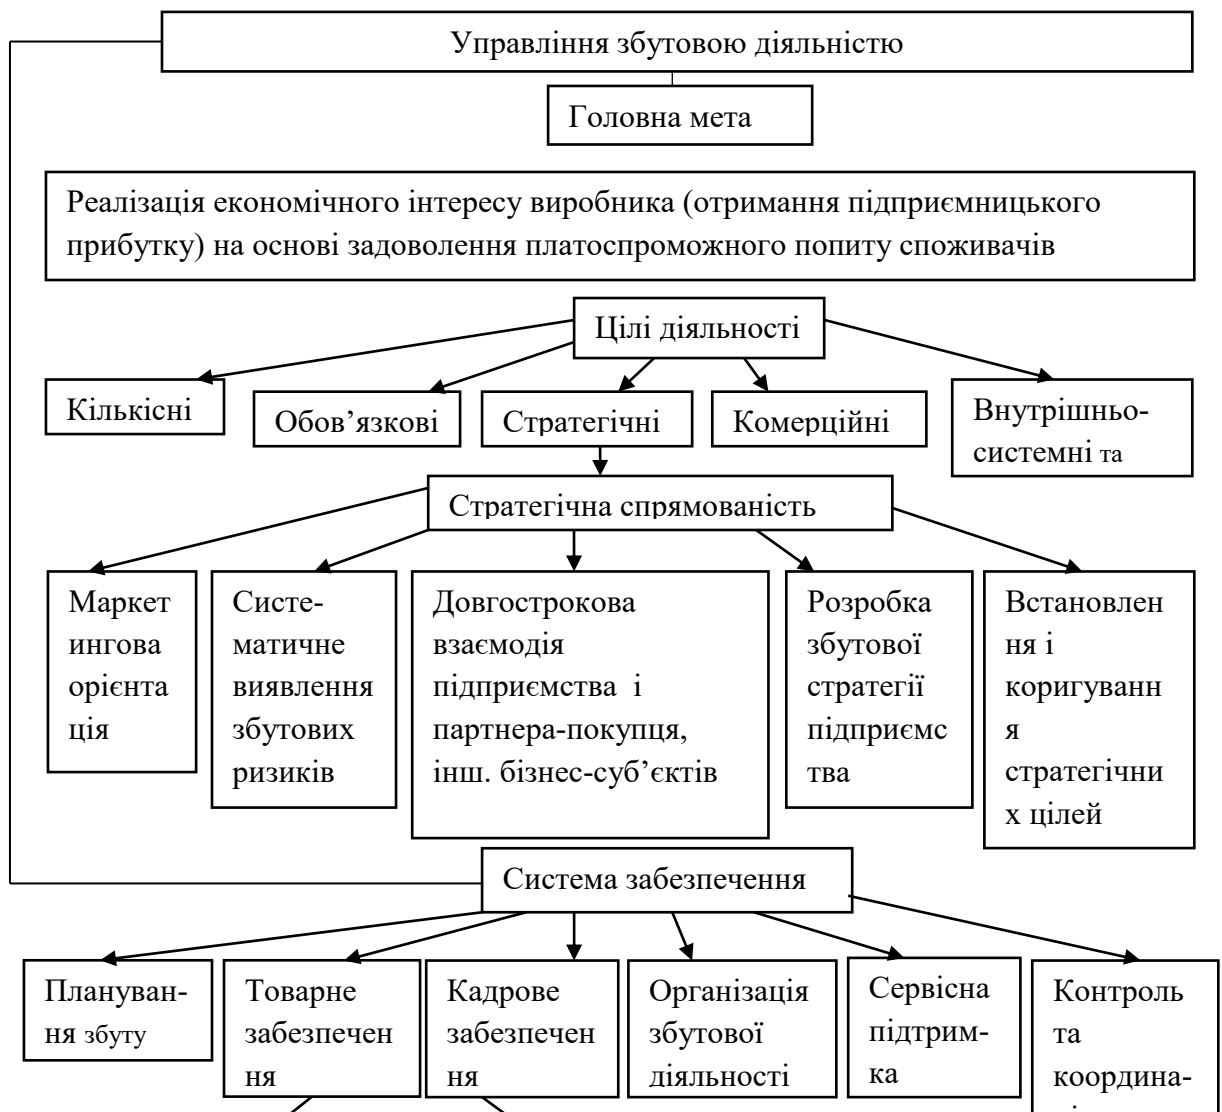 Управління збутовою діяльністю
Головна мета
Реалізація економічного інтересу виробника (отримання підприємницького
прибутку) на основі задоволення платоспроможного попиту споживачів
Цілі діяльності
Кількісні
Обов’язкові
Стратегічні
Комерційні
Внутрішньо-
системні та
Стратегічна спрямованість
Маркет
ингова
орієнта
ція
Систе-
матичне
виявлення
збутових
ризиків
Довгострокова
взаємодія
підприємства і
партнера-покупця,
інш. бізнес-суб’єктів
Розробка
збутової
стратегії
підприємс
тва
Встановлен
ня і
коригуванн
я
стратегічни
х цілей
Система забезпечення
Плануван-
ня збуту
Товарне
забезпечен
ня
Кадрове
забезпечен
ня
Організація
збутової
діяльності
Сервісна
підтрим-
ка
Контроль
та
координа-